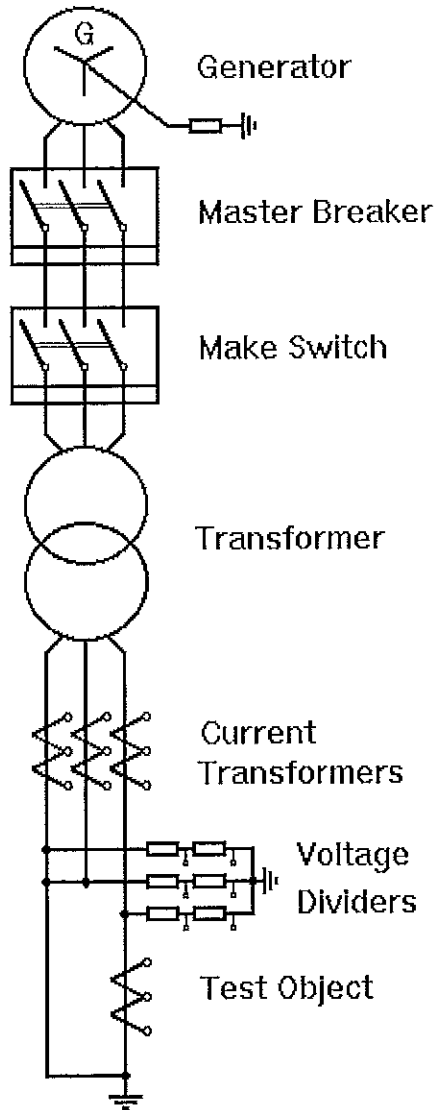 G
Generator
Master Breaker
Make Switch
Transformer
Current
Transformers
Voltage
Dividers
Test Object